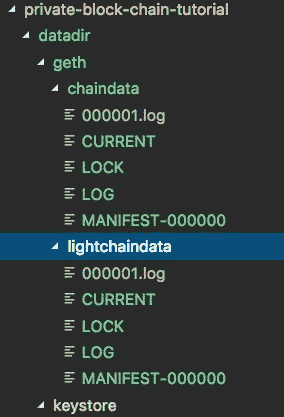 private-block-chain-tutorial
datadir
geth
chaindata
000001.log
CURRENT
LOCK
LOG
MANIFEST-000000
lightchaindata
000001.log
CURRENT
LOCK
LOG
MANIFEST-000000
keystore